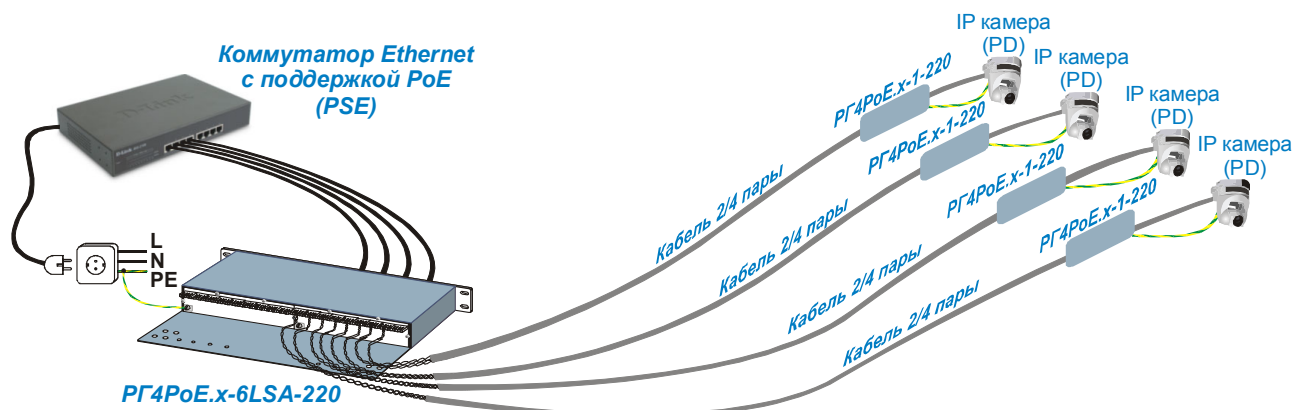 Коммутатор Ethernet
с поддержкой PoE
(PSE)
D-Link
L
N
PE
РГ4PoE.x-6LSA-220
IP камера
(PD)
IP камера
(PD)
IP камера
(PD)
IP камера
(PD)
РГ4PoE.x-1-220
РГ4PoE.x-1-220
РГ4PoE.x-1-220
РГ4PoE.x-1-220
Кабель 2/4 пары
Кабель 2/4 пары
Кабель 2/4 пары
Кабель 2/4 пары